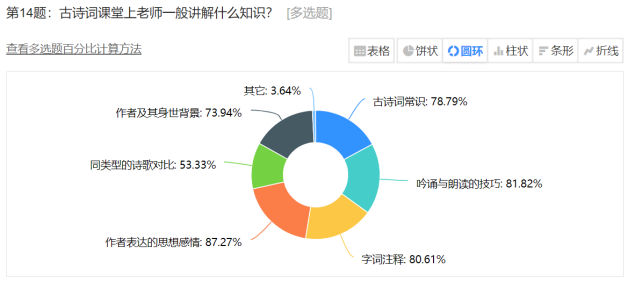 第14题：古诗词课堂上老师一般讲解什么知识？ [多选题]
查看多选题百分比计算方法
表格 饼状 圆环 柱状 条形 折线
其它: 3.64%
古诗词常识: 78.79%
作者及其身世背景: 73.94%
同类型的诗歌对比: 53.33%
吟诵与朗读的技巧: 81.82%
作者表达的思想感情: 87.27%
字词注释: 80.61%